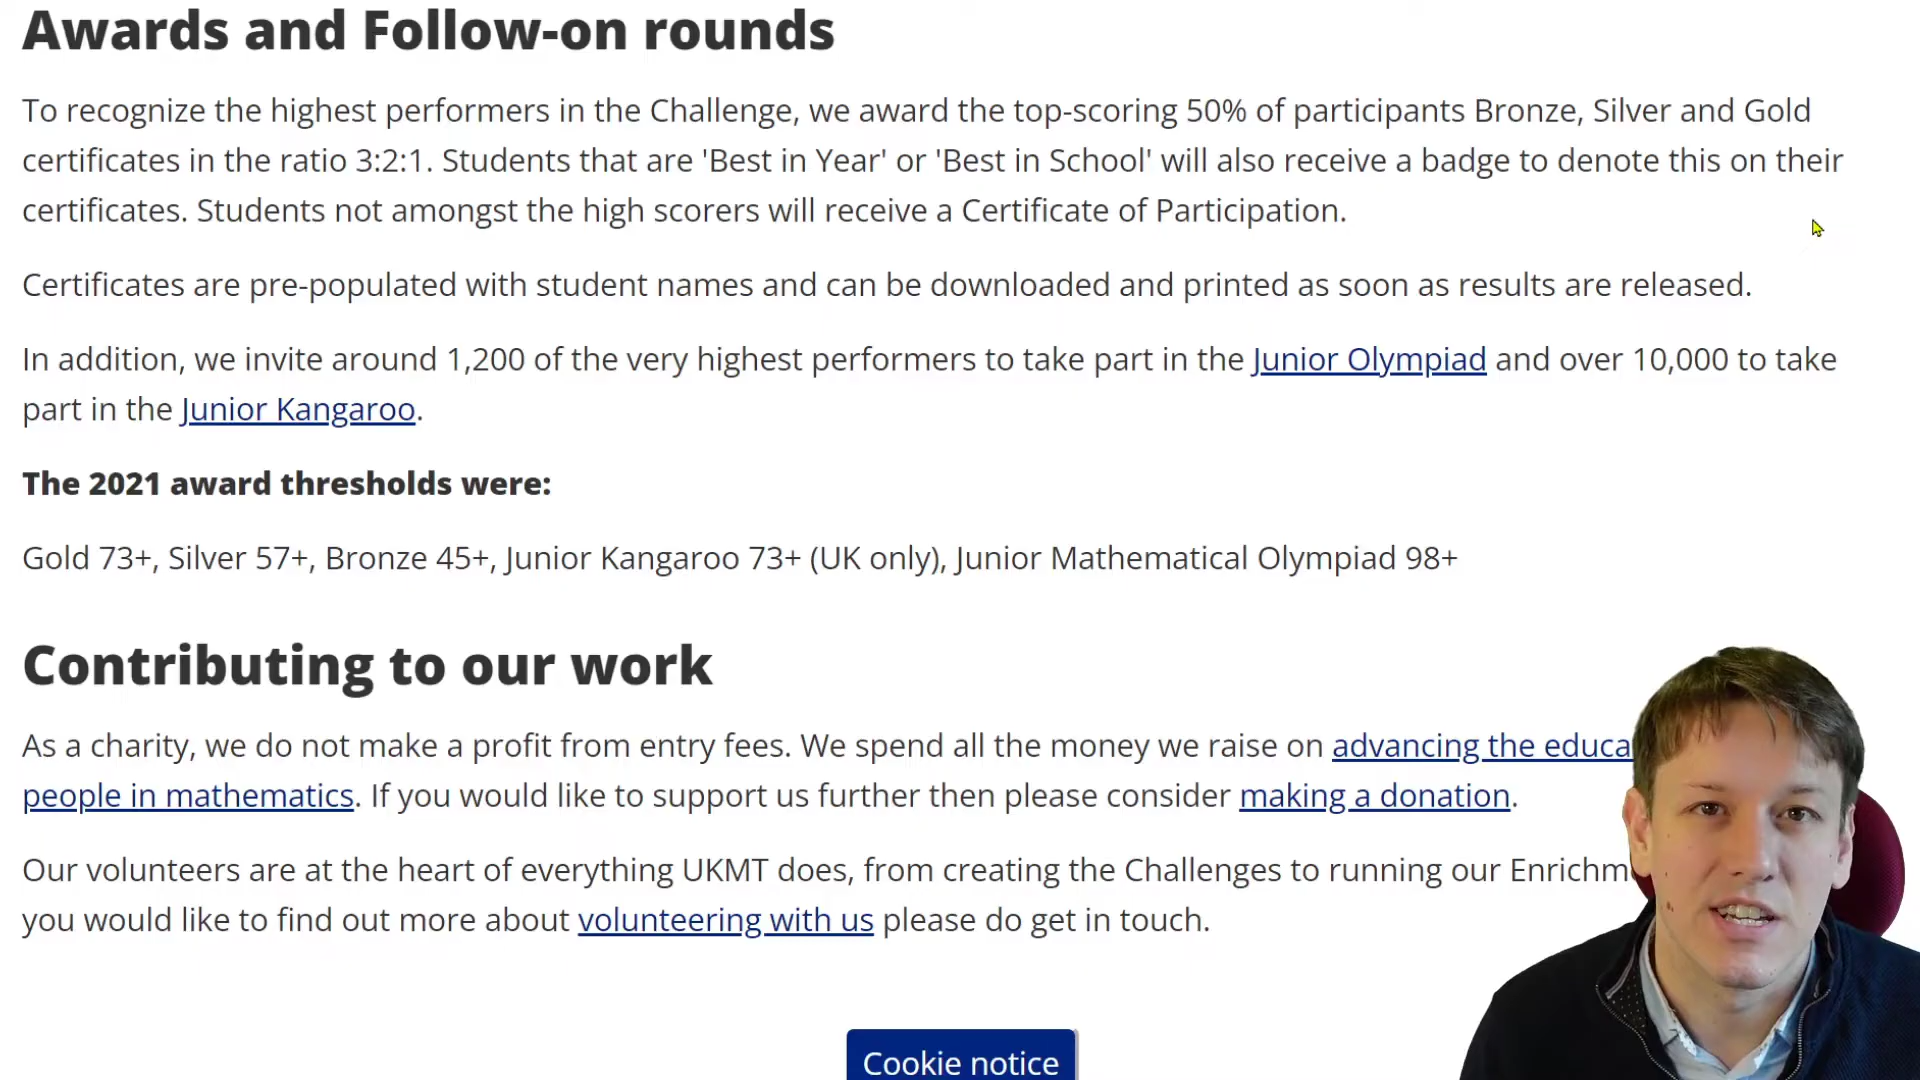 Awards and Follow-on rounds
To recognize the highest performers in the Challenge, we award the top-scoring 50% of participants Bronze, Silver and Gold
certificates in the ratio 3:2:1. Students that are 'Best in Year' or 'Best in School' will also receive a badge to denote this on their
certificates. Students not amongst the high scorers will receive a Certificate of Participation.
Certificates are pre-populated with student names and can be downloaded and printed as soon as results are released.
In addition, we invite around 1,200 of the very highest performers to take part in the Junior Olympiad and over 10,000 to take
part in the Junior Kangaroo.
The 2021 award thresholds were:
Gold 73+, Silver 57+, Bronze 45+, Junior Kangaroo 73+ (UK only), Junior Mathematical Olympiad 98+
Contributing to our work
As a charity, we do not make a profit from entry fees. We spend all the money we raise on advancing the educa
people in mathematics. If you would like to support us further then please consider making a donation.
Our volunteers are at the heart of everything UKMT does, from creating the Challenges to running our Enrichm
you would like to find out more about volunteering with us please do get in touch.
Cookie notice